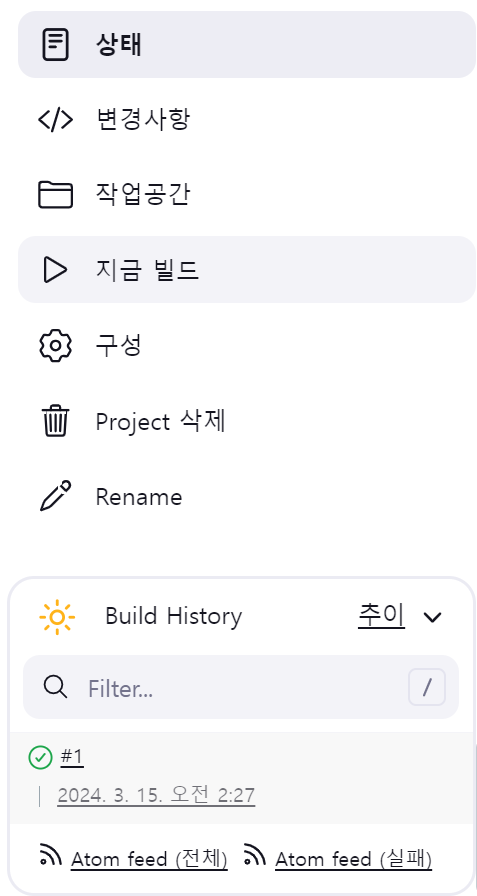 상태
변경사항
작업공간
지금 빌드
구성
Project 삭제
Rename
Build History 추이
Filter... /
#1
2024. 3. 15. 오전 2:27
Atom feed (전체) Atom feed (실패)